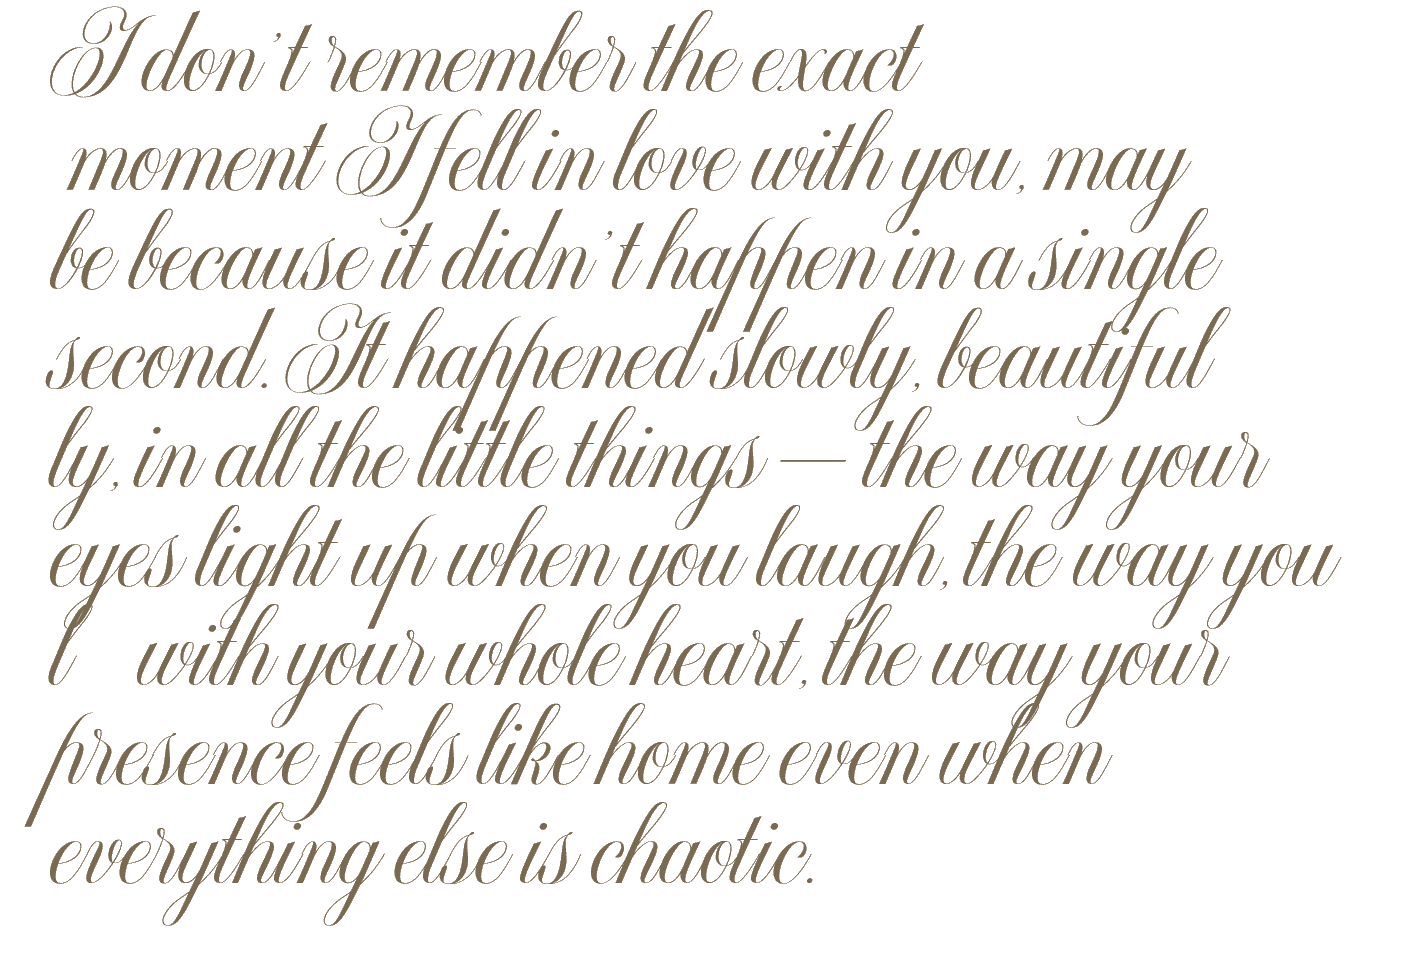 I don't remember the exact
moment I fell in love with you, may
be because it didn't happen in a single
second. It happened slowly, beautiful
ly, in all the little things — the way your
eyes light up when you laugh, the way you
l with your whole heart, the way your
presence feels like home even when
everything else is chaotic.